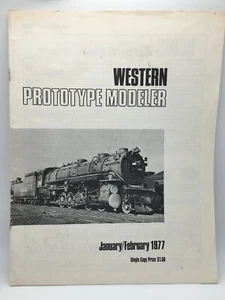 WESTERN
PROTOTYPE MODELER
January/February 1977
Single Copy Price $1.50